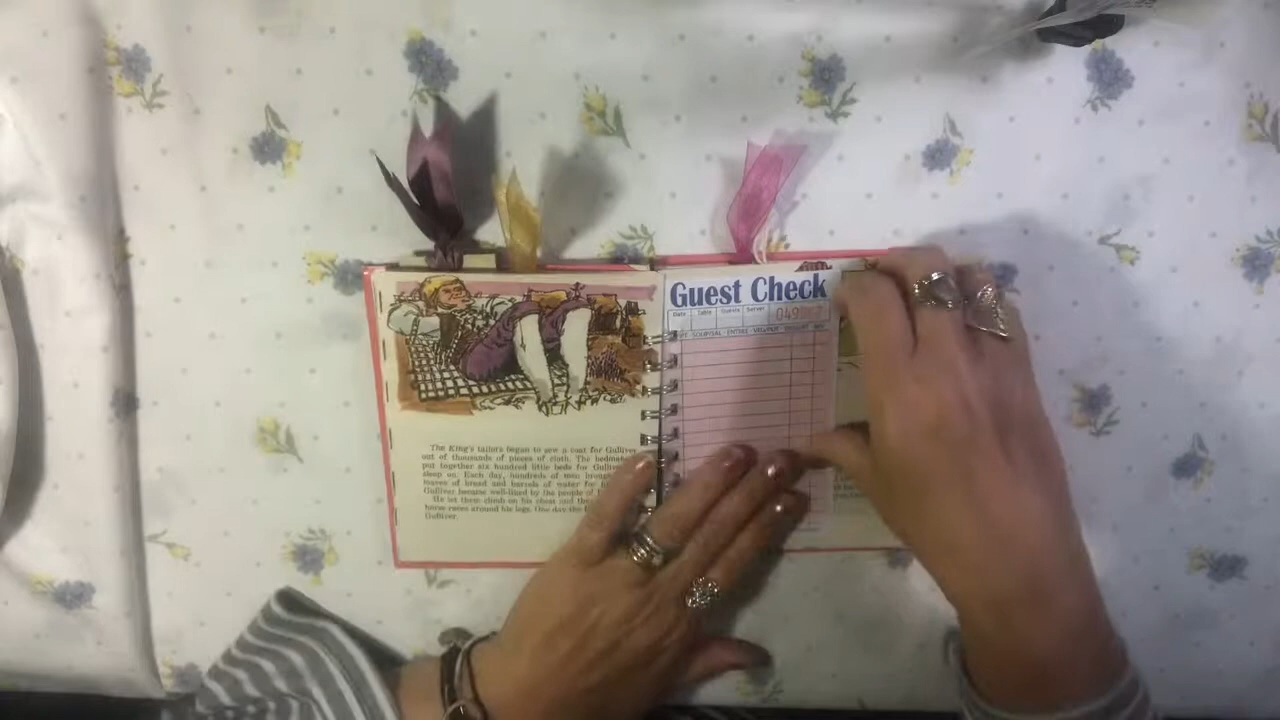 The King's tailors began to sew a coat for Gulliver
out of thousands of pieces of cloth. The bedmakers
put together six hundred little beds for Gulliver
sleep on. Each day, hundreds of men brought
loaves of bread and barrels of water for
Gulliver became well-liked by the people of
He let them climb on his chest and
horse races around his legs. One day the
Gulliver.
Guest Check
Date Table Guests Server
049